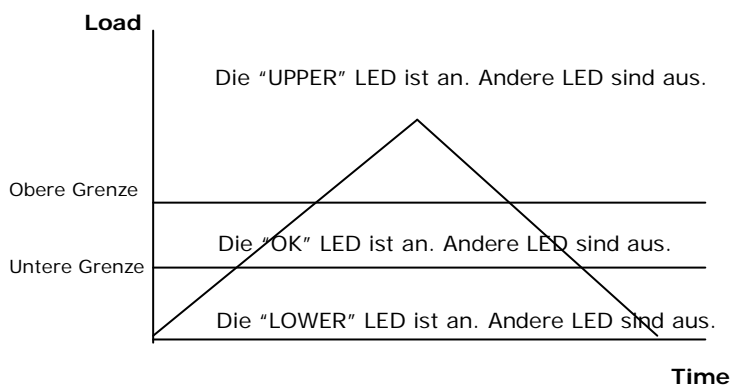 Load
Die “UPPER” LED ist an. Andere LED sind aus.
Obere Grenze
Die “OK” LED ist an. Andere LED sind aus.
Untere Grenze
Die “LOWER” LED ist an. Andere LED sind aus.
Time